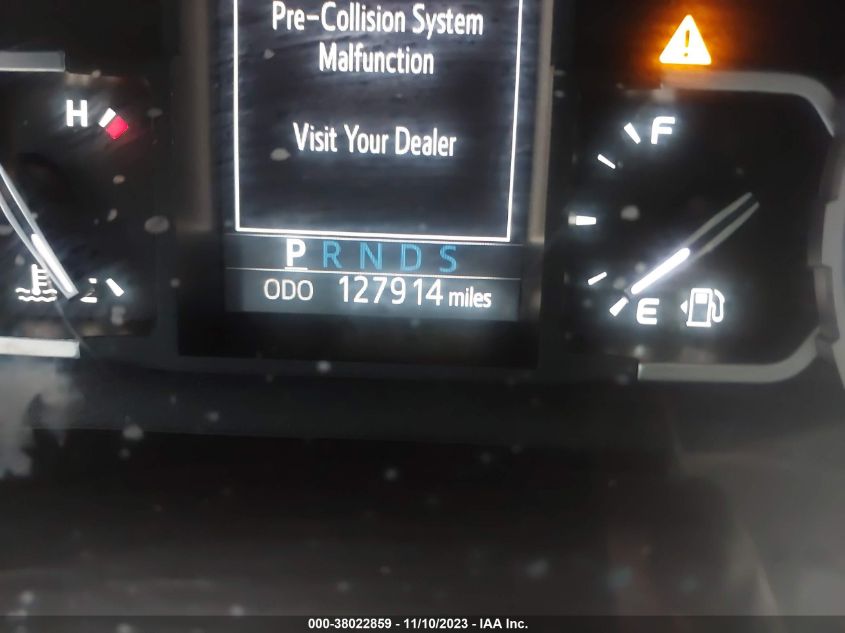 Pre-Collision System
Malfunction
Visit Your Dealer
H
F
P R N D S
ODO 127914 miles
E
000-38022859 - 11/10/2023 - IAA Inc.